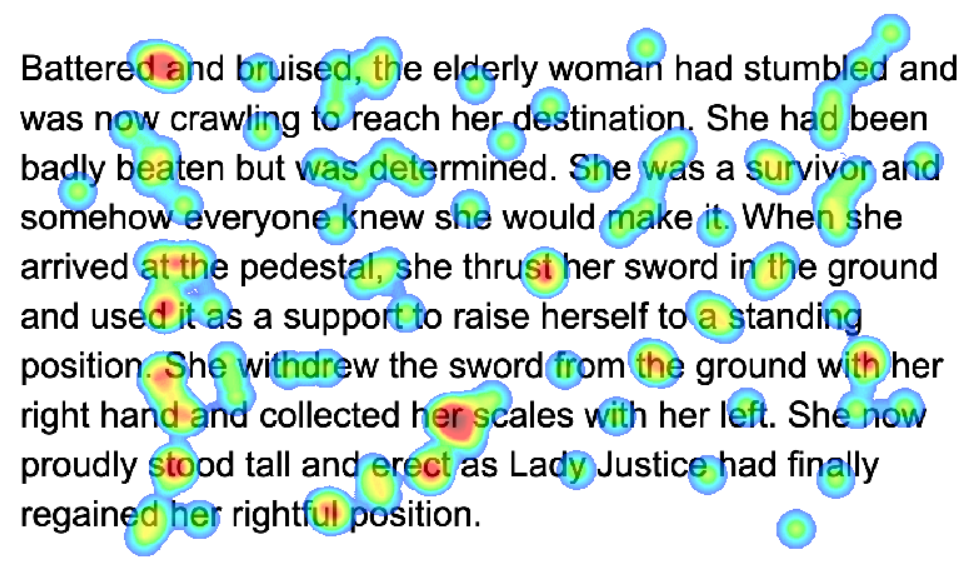 Battered and bruised, the elderly woman had stumbled and
was now crawling to reach her destination. She had been
badly beaten but was determined. She was a survivor and
somehow everyone knew she would make it. When she
arrived at the pedestal, she thrust her sword in the ground
and used it as a support to raise herself to a standing
position. She withdrew the sword from the ground with her
right hand and collected her scales with her left. She now
proudly stood tall and erect as Lady Justice had finally
regained her rightful position.